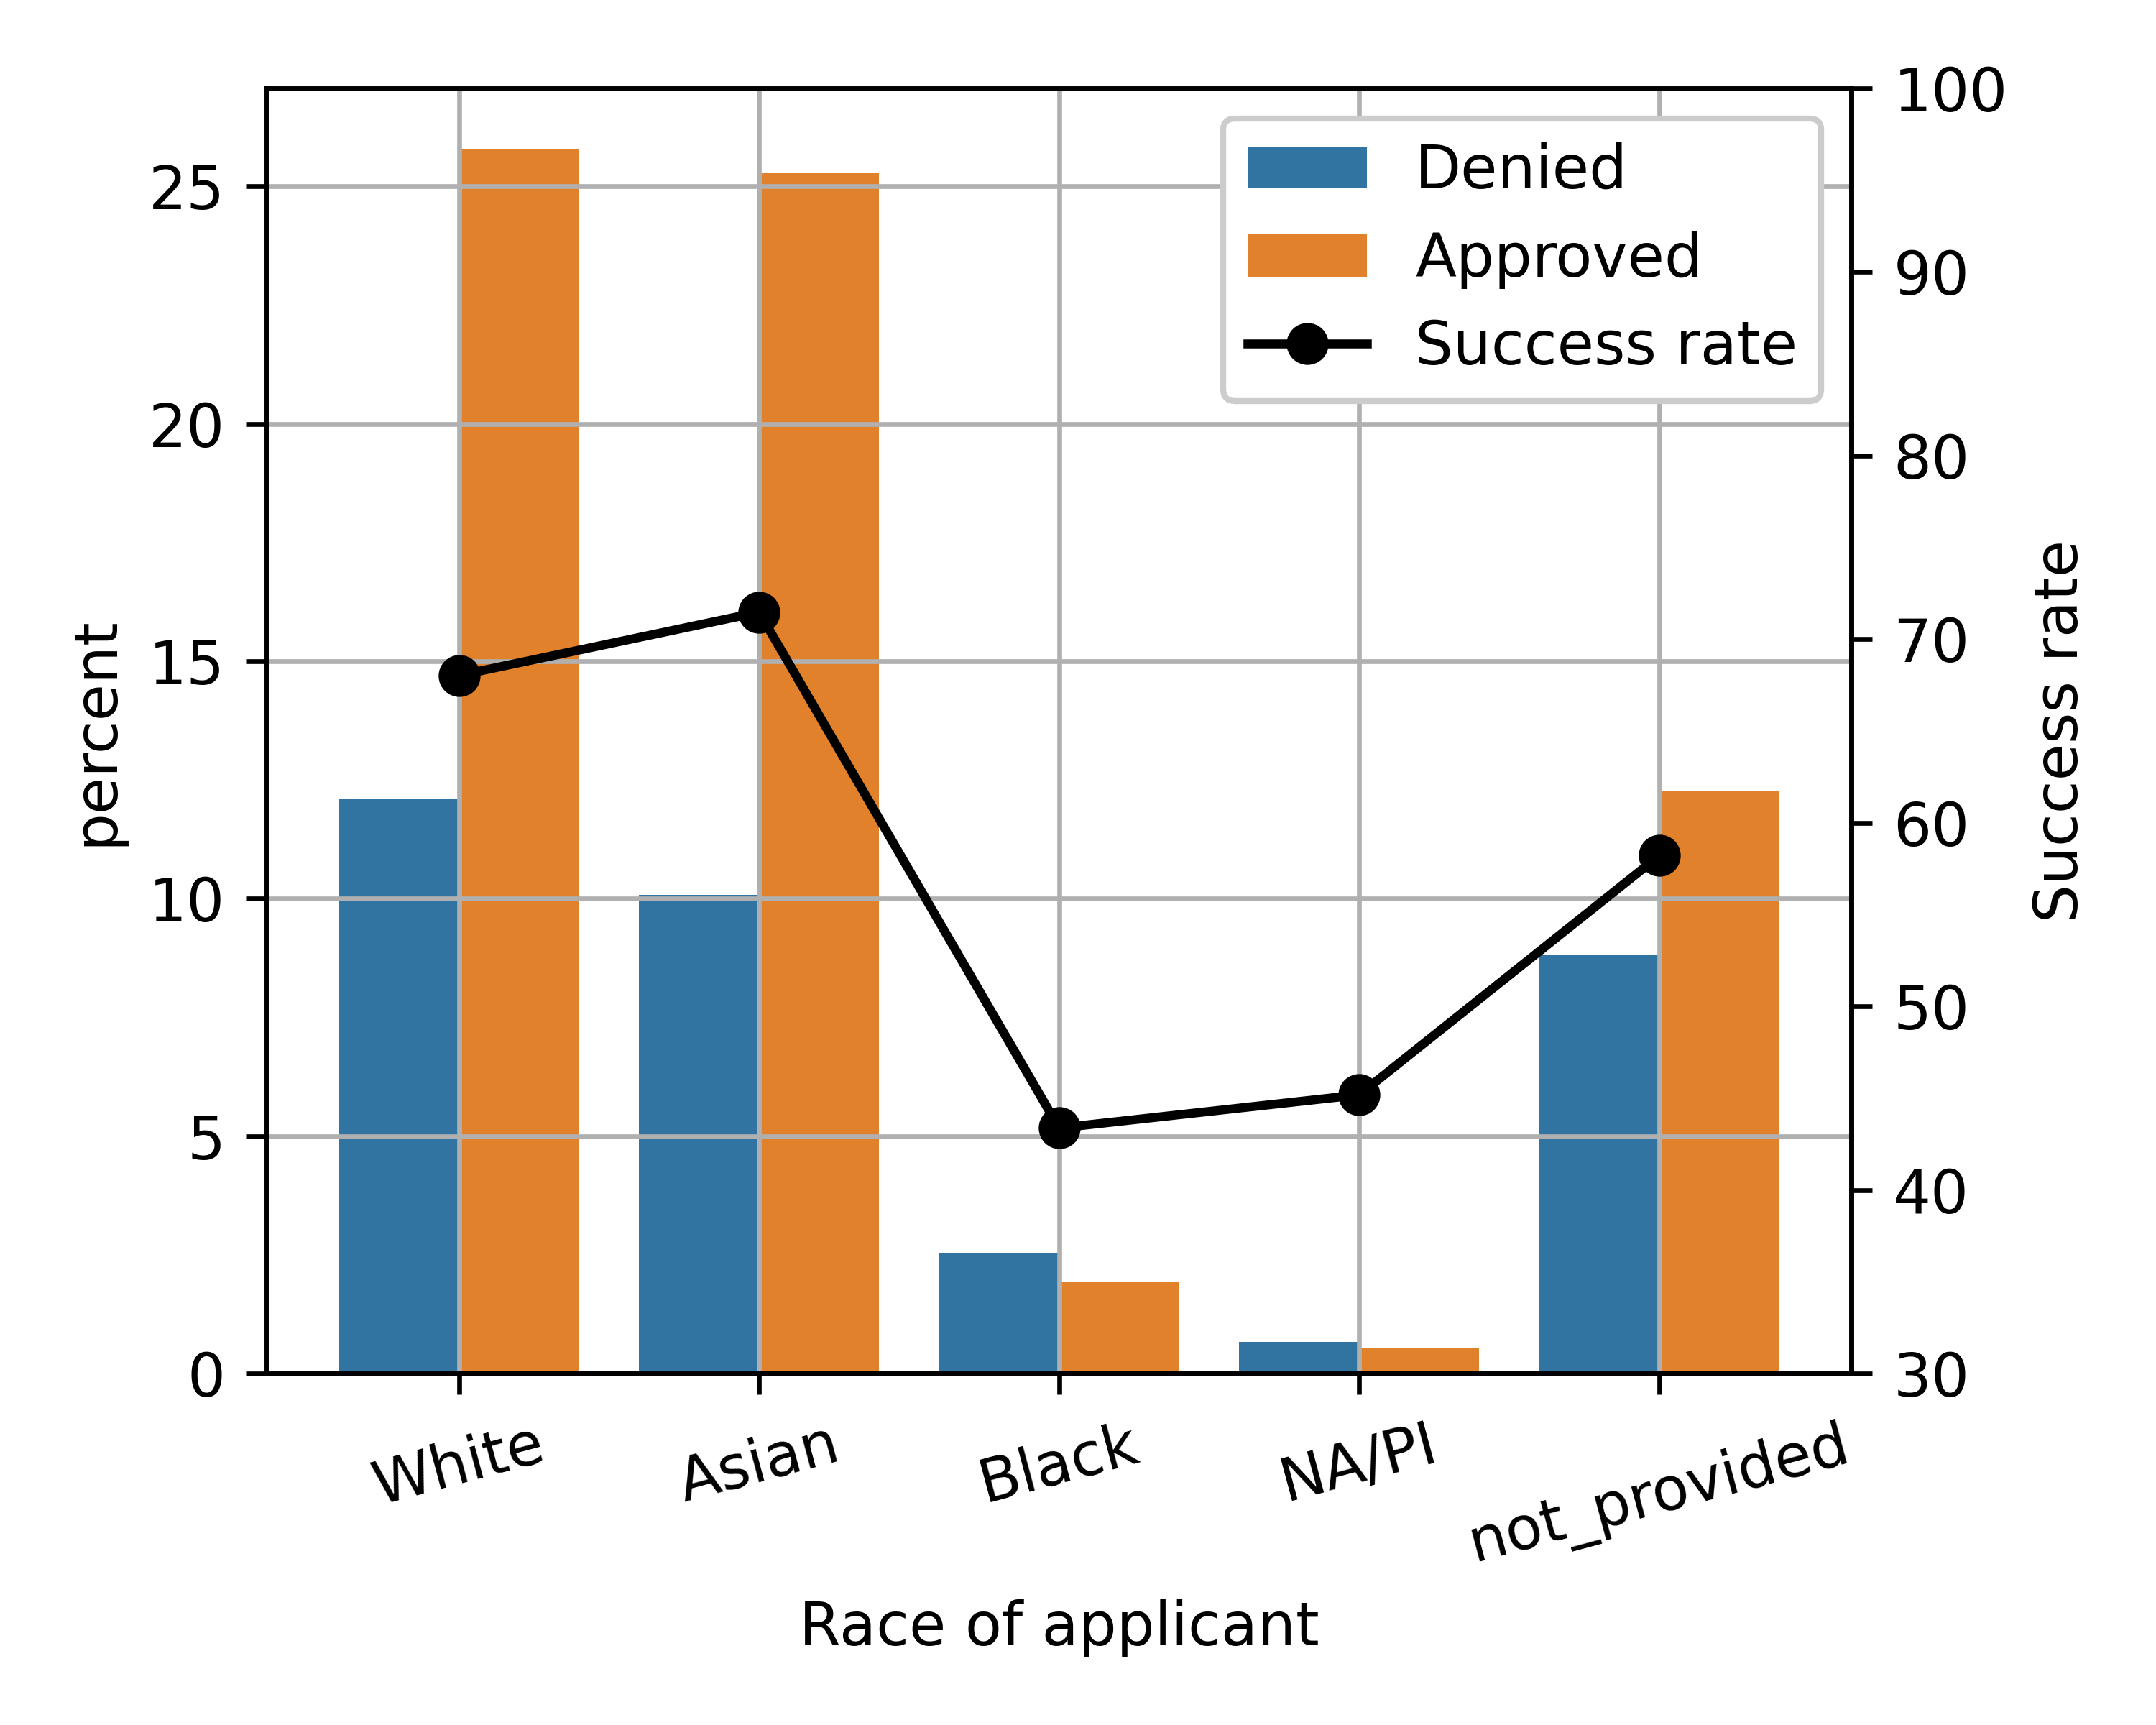 Denied
Approved
Success rate
25
20
15
10
5
0
percent
100
90
80
70
60
50
40
30
Success rate
White
Asian
Black
NA/PI
not_provided
Race of applicant